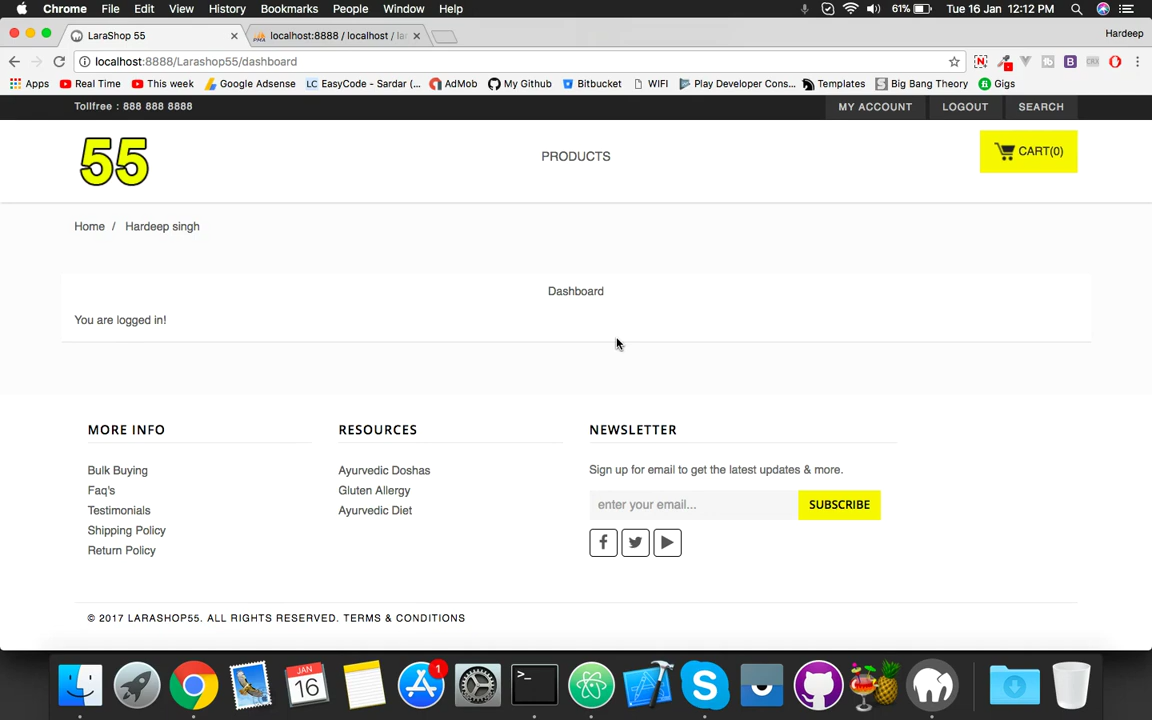 Chrome File Edit View History Bookmarks People Window Help 61% Tue 16 Jan 12:12 PM
LaraShop 55 localhost:8888 / localhost / lar Hardeep
localhost:8888/Larashop55/dashboard
Apps Real Time This week Google Adsense LC EasyCode - Sardar (... AdMob My Github Bitbucket WIFI Play Developer Cons... Templates Big Bang Theory Gigs
Tollfree : 888 888 8888 MY ACCOUNT LOGOUT SEARCH
55 PRODUCTS CART(0)
Home / Hardeep singh
Dashboard
You are logged in!
MORE INFO RESOURCES NEWSLETTER
Bulk Buying Ayurvedic Doshas Sign up for email to get the latest updates & more.
Faq's Gluten Allergy enter your email... SUBSCRIBE
Testimonials Ayurvedic Diet
Shipping Policy
Return Policy
© 2017 LARASHOP55. ALL RIGHTS RESERVED. TERMS & CONDITIONS
JAN 1
16